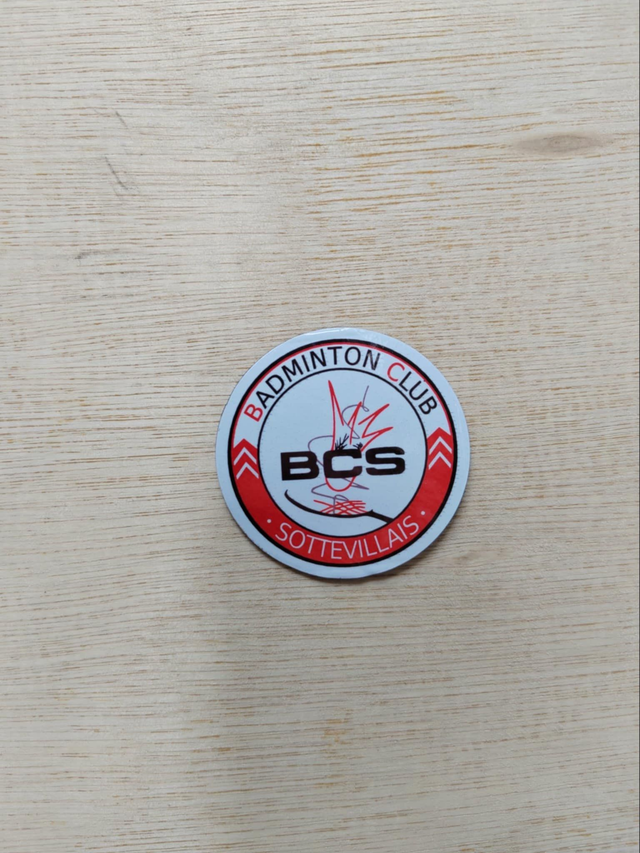 BADMINTON CLUB
BCS
• SOTTEVILLAIS •